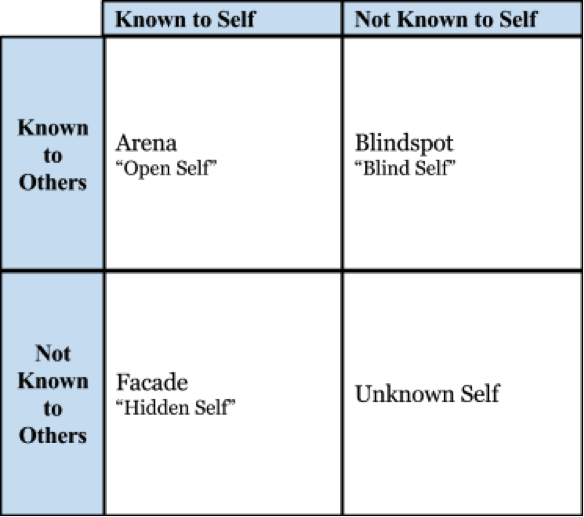 Known to Self
Not Known to Self
Known
to
Others
Arena
“Open Self”
Blindspot
“Blind Self”
Not
Known
to
Others
Facade
“Hidden Self”
Unknown Self